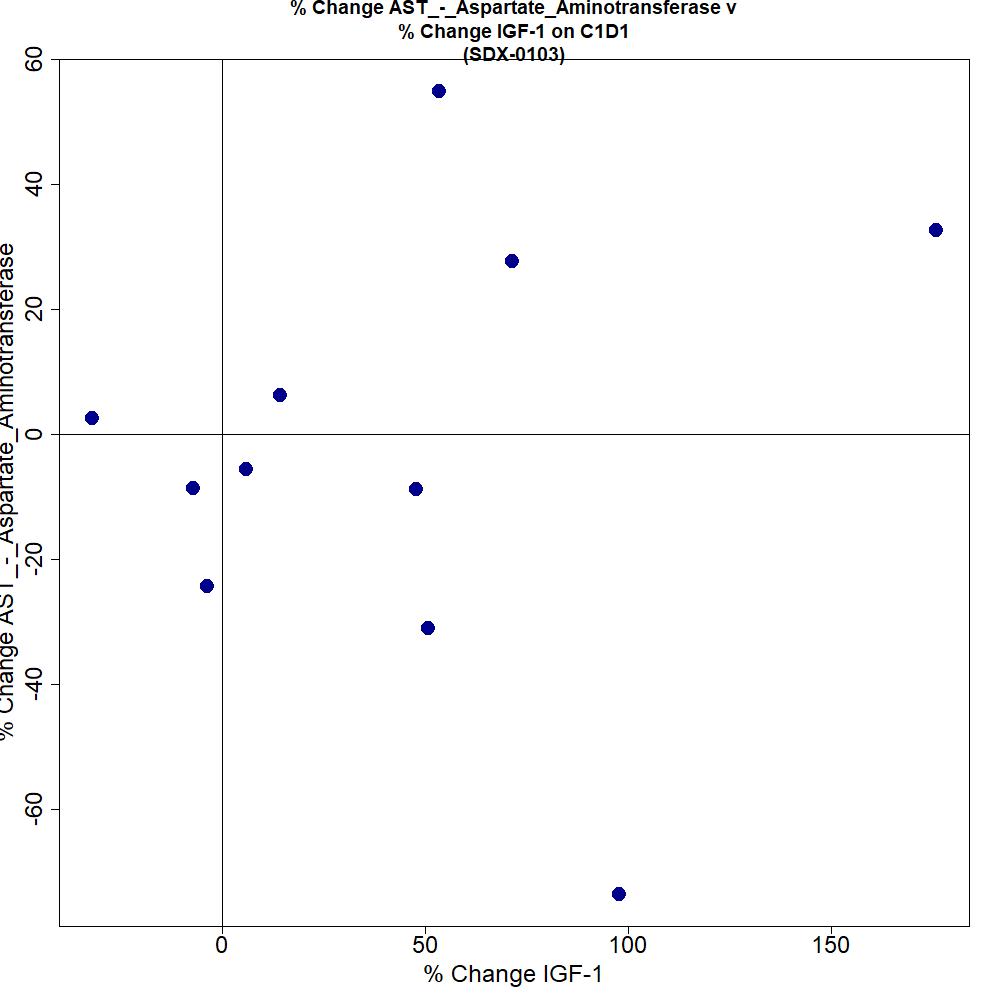 % Change AST_-_Aspartate_Aminotransferase v
% Change IGF-1 on C1D1
(SDX-0103)
% Change AST_-_Aspartate_Aminotransferase
60
40
20
0
-20
-40
-60
0
50
100
150
% Change IGF-1